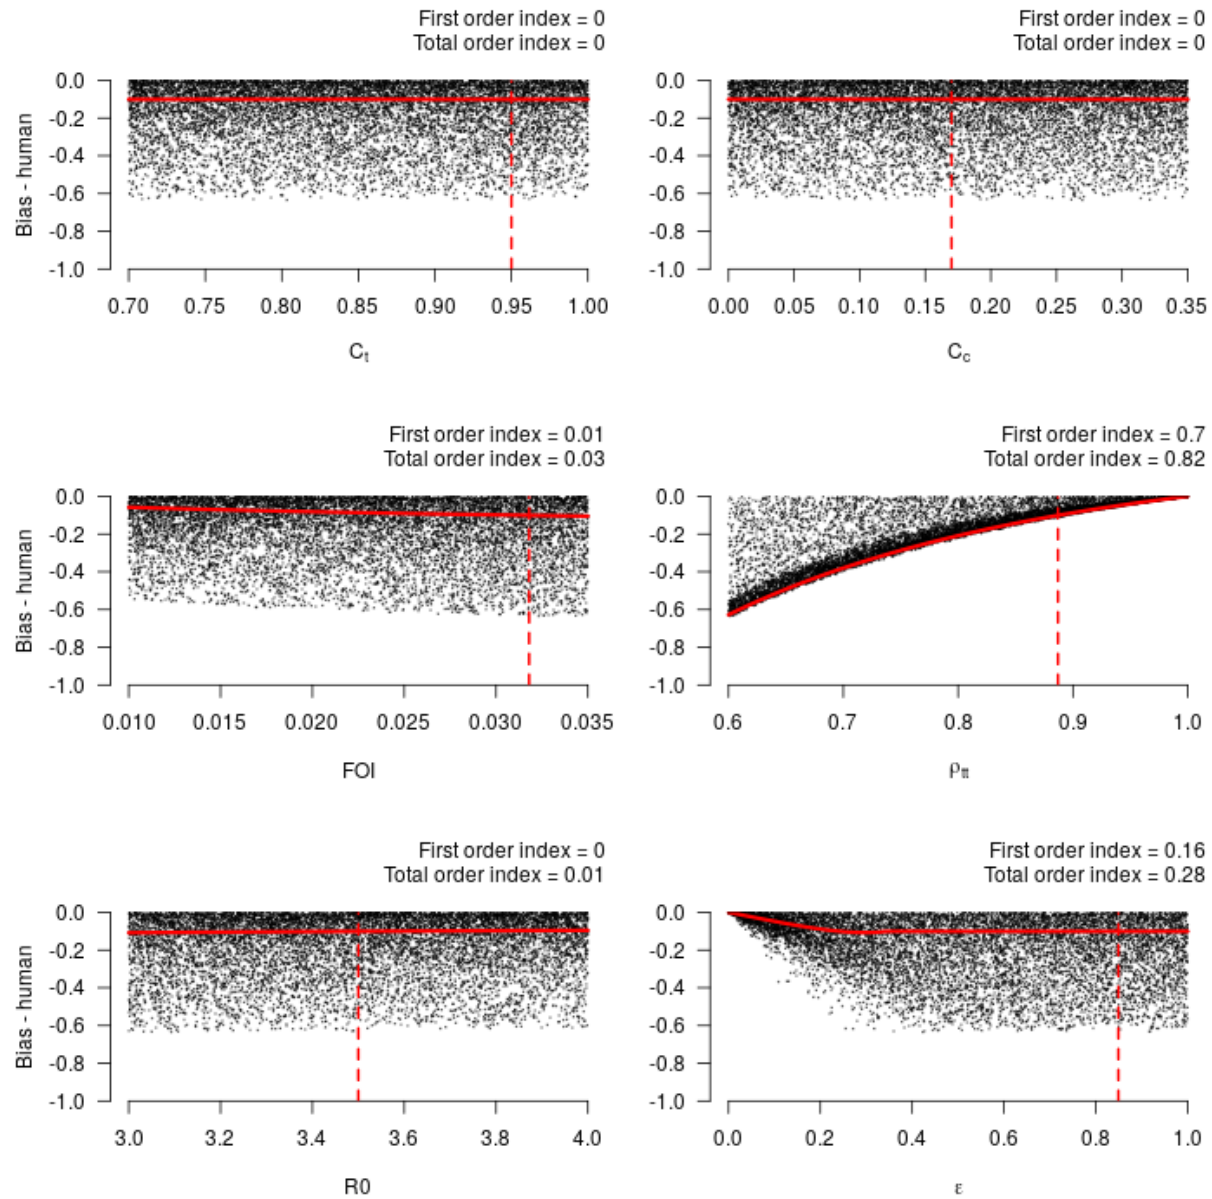 First order index = 0
Total order index = 0
First order index = 0
Total order index = 0
Bias - human
0.0
-0.2
-0.4
-0.6
-0.8
-1.0
0.70 0.75 0.80 0.85 0.90 0.95 1.00
Ct
0.0
-0.2
-0.4
-0.6
-0.8
-1.0
0.00 0.05 0.10 0.15 0.20 0.25 0.30 0.35
Cc
First order index = 0.01
Total order index = 0.03
First order index = 0.7
Total order index = 0.82
Bias - human
0.0
-0.2
-0.4
-0.6
-0.8
-1.0
0.010 0.015 0.020 0.025 0.030 0.035
FOI
0.0
-0.2
-0.4
-0.6
-0.8
-1.0
0.6 0.7 0.8 0.9 1.0
ρtt
First order index = 0
Total order index = 0.01
First order index = 0.16
Total order index = 0.28
Bias - human
0.0
-0.2
-0.4
-0.6
-0.8
-1.0
3.0 3.2 3.4 3.6 3.8 4.0
R0
0.0
-0.2
-0.4
-0.6
-0.8
-1.0
0.0 0.2 0.4 0.6 0.8 1.0
ε